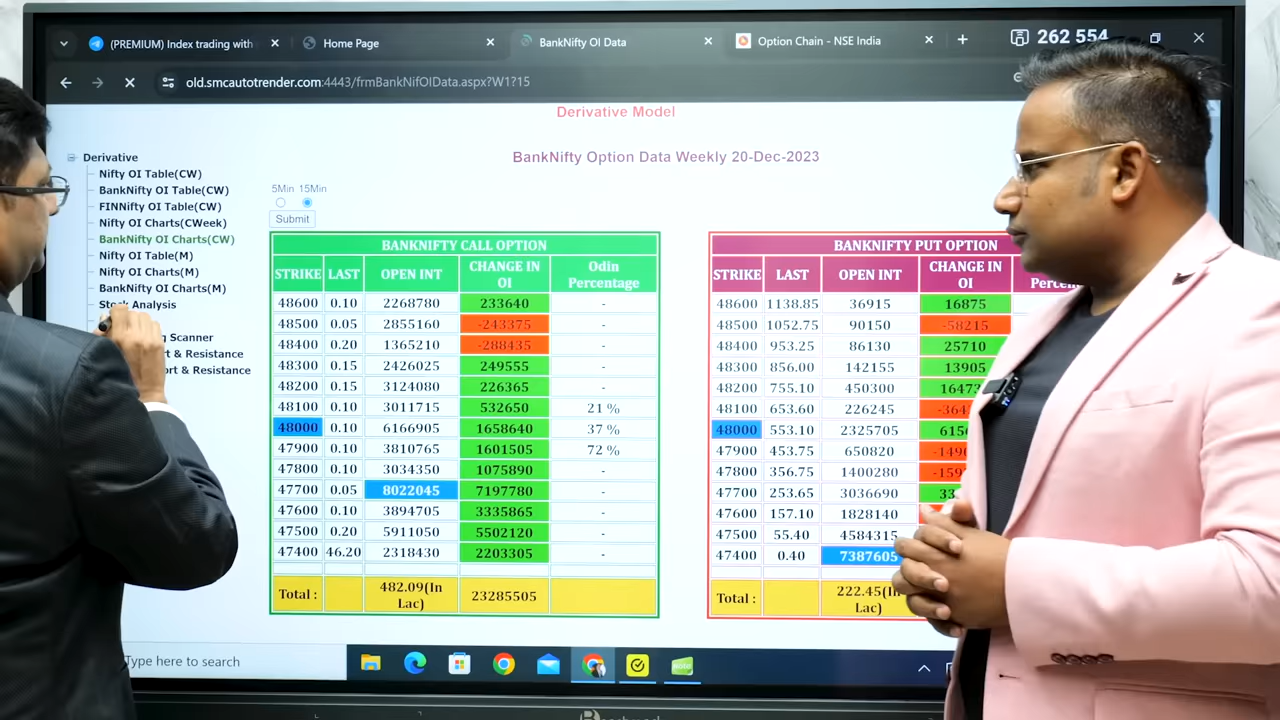 (PREMIUM) Index trading with
Home Page
BankNifty OI Data
Option Chain - NSE India
262 554
old.smcautotrender.com:4443/frmBankNifOIData.aspx?W1?15
Derivative Model
BankNifty Option Data Weekly 20-Dec-2023
Derivative
Nifty OI Table(CW)
BankNifty OI Table(CW)
FINNifty OI Table(CW)
Nifty OI Charts(CWeek)
BankNifty OI Charts(CW)
Nifty OI Table(M)
Nifty OI Charts(M)
BankNifty OI Charts(M)
Stock Analysis
Scanner
& Resistance
& Resistance
5Min 15Min
Submit
BANKNIFTY CALL OPTION
STRIKE LAST OPEN INT CHANGE IN OI Odin Percentage
48600 0.10 2268780 233640 -
48500 0.05 2855160 -243375 -
48400 0.20 1365210 -288435 -
48300 0.15 2426025 249555 -
48200 0.15 3124080 226365 -
48100 0.10 3011715 532650 21 %
48000 0.10 6166905 1658640 37 %
47900 0.10 3810765 1601505 72 %
47800 0.10 3034350 1075890 -
47700 0.05 8022045 7197780 -
47600 0.10 3894705 3335865 -
47500 0.20 5911050 5502120 -
47400 46.20 2318430 2203305 -
Total : 482.09(In Lac) 23285505
BANKNIFTY PUT OPTION
STRIKE LAST OPEN INT CHANGE IN OI
48600 1138.85 36915 16875
48500 1052.75 90150 -58215
48400 953.25 86130 25710
48300 856.00 142155 13905
48200 755.10 450300 16473
48100 653.60 226245 -364
48000 553.10 2325705 615
47900 453.75 650820 -149
47800 356.75 1400280 -159
47700 253.65 3036690 33
47600 157.10 1828140
47500 55.40 4584315
47400 0.40 7387605
Total : 222.45(In Lac)
Type here to search